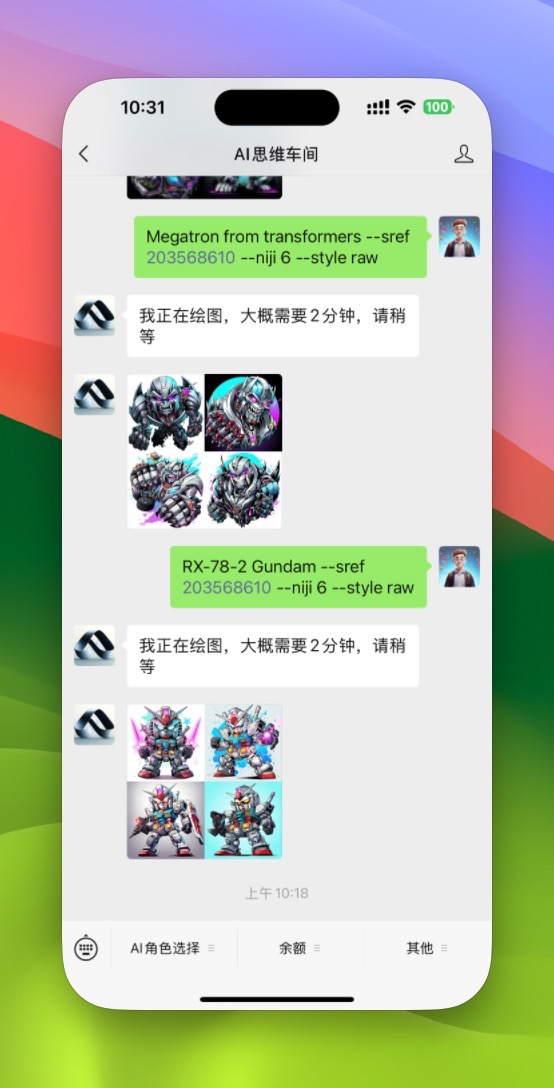 10:31
100
AI思维车间
Megatron from transformers --sref
203568610 --niji 6 --style raw
我正在绘图，大概需要2分钟，请稍
等
RX-78-2 Gundam --sref
203568610 --niji 6 --style raw
我正在绘图，大概需要2分钟，请稍
等
上午10:18
AI角色选择
余额
其他